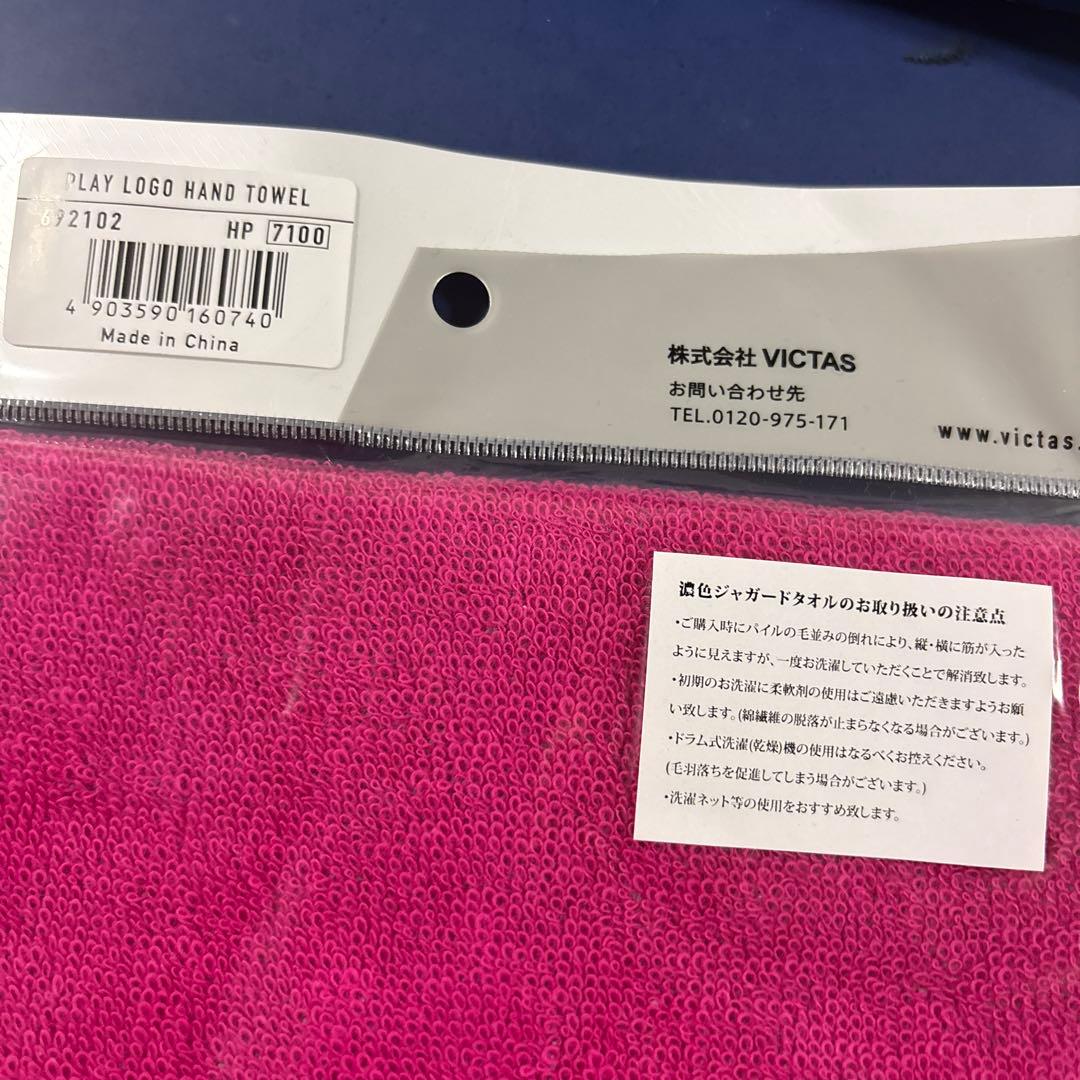 PLAY LOGO HAND TOWEL
692102 HP 7100
4 903590 160740
Made in China
株式会社 VICTAS
お問い合わせ先
TEL.0120-975-171
www.victas.
濃色ジャガードタオルのお取り扱いの注意点
・ご購入時にパイルの毛並みの倒れにより、縦・横に筋が入った
ように見えますが、一度お洗濯していただくことで解消致します。
・初期のお洗濯に柔軟剤の使用はご遠慮いただきますようお願
い致します。(綿繊維の脱落が止まらなくなる場合がございます。)
・ドラム式洗濯(乾燥)機の使用はなるべくお控えください。
(毛羽落ちを促進してしまう場合がございます。)
・洗濯ネット等の使用をおすすめ致します。